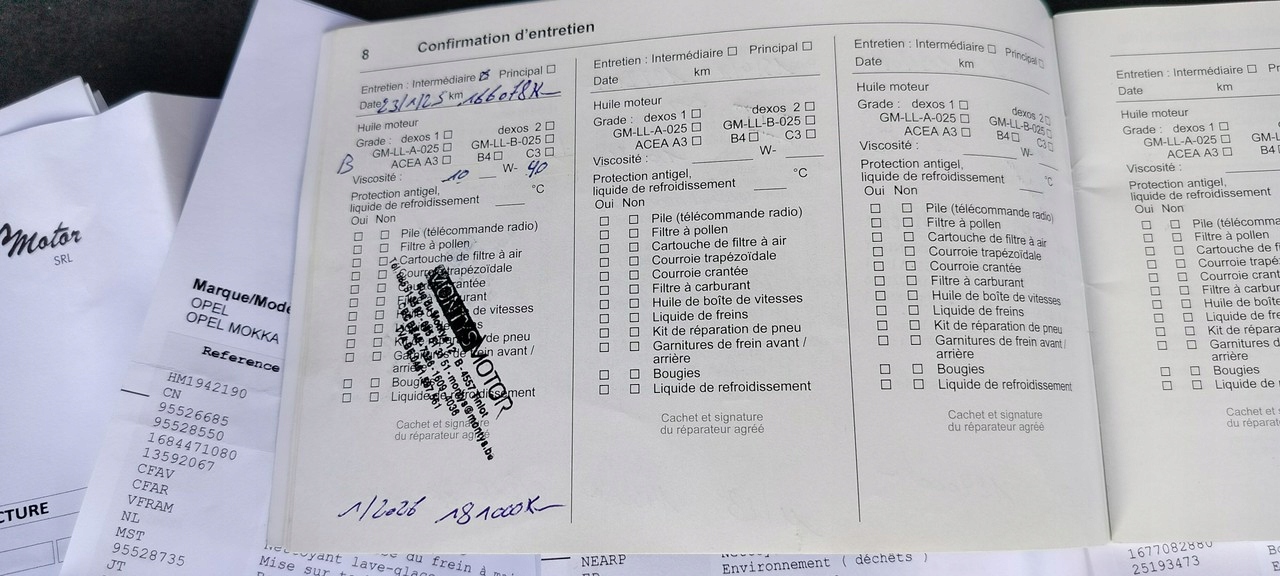 8 Confirmation d'entretien
Entretien : Intermédiaire Principal
Date 23/1/25 km 166078K
Huile moteur
Grade : dexos 1 dexos 2
GM-LL-A-025 GM-LL-B-025
ACEA A3 B4 C3
B
Viscosité : 10 W- 40
Protection antigel,
liquide de refroidissement °C
Oui Non
Pile (télécommande radio)
Filtre à pollen
Cartouche de filtre à air
Courroie trapézoïdale
Bougies
Liquide de refroidissement
MONTYS MOTOR
Cachet et signature
du réparateur agréé
1/2026 181000K
Entretien : Intermédiaire Principal
Date km
Huile moteur
Grade : dexos 1 dexos 2
GM-LL-A-025 GM-LL-B-025
ACEA A3 B4 C3
Viscosité : W-
Protection antigel,
liquide de refroidissement °C
Oui Non
Pile (télécommande radio)
Filtre à pollen
Cartouche de filtre à air
Courroie trapézoïdale
Courroie crantée
Filtre à carburant
Huile de boîte de vitesses
Liquide de freins
Kit de réparation de pneu
Garnitures de frein avant /
arrière
Bougies
Liquide de refroidissement
Cachet et signature
du réparateur agréé
Entretien : Intermédiaire Principal
Date km
Huile moteur
Grade : dexos 1 dexos 2
GM-LL-A-025 GM-LL-B-025
ACEA A3 B4 C3
Viscosité : W-
Protection antigel,
liquide de refroidissement °C
Oui Non
Pile (télécommande radio)
Filtre à pollen
Cartouche de filtre à air
Courroie trapézoïdale
Courroie crantée
Filtre à carburant
Huile de boîte de vitesses
Liquide de freins
Kit de réparation de pneu
Garnitures de frein avant /
arrière
Bougies
Liquide de refroidissement
Cachet et signature
du réparateur agréé
Entretien : Intermédiaire
Date km
Huile moteur
Grade : dexos 1
GM-LL-A-025
ACEA A3
Viscosité :
Protection antigel,
liquide de refroidissement
Oui Non
Filtre à pollen
Bougies
arrière
Motor
SRL
OPEL
OPEL MOKKA
Reference
HM1942190
CN
95526685
95528550
1684471080
13592067
CFAV
CFAR
VFRAM
NL
MST
95528735
JT
NEARP
Environnement ( déchets )
1677082880
25193473